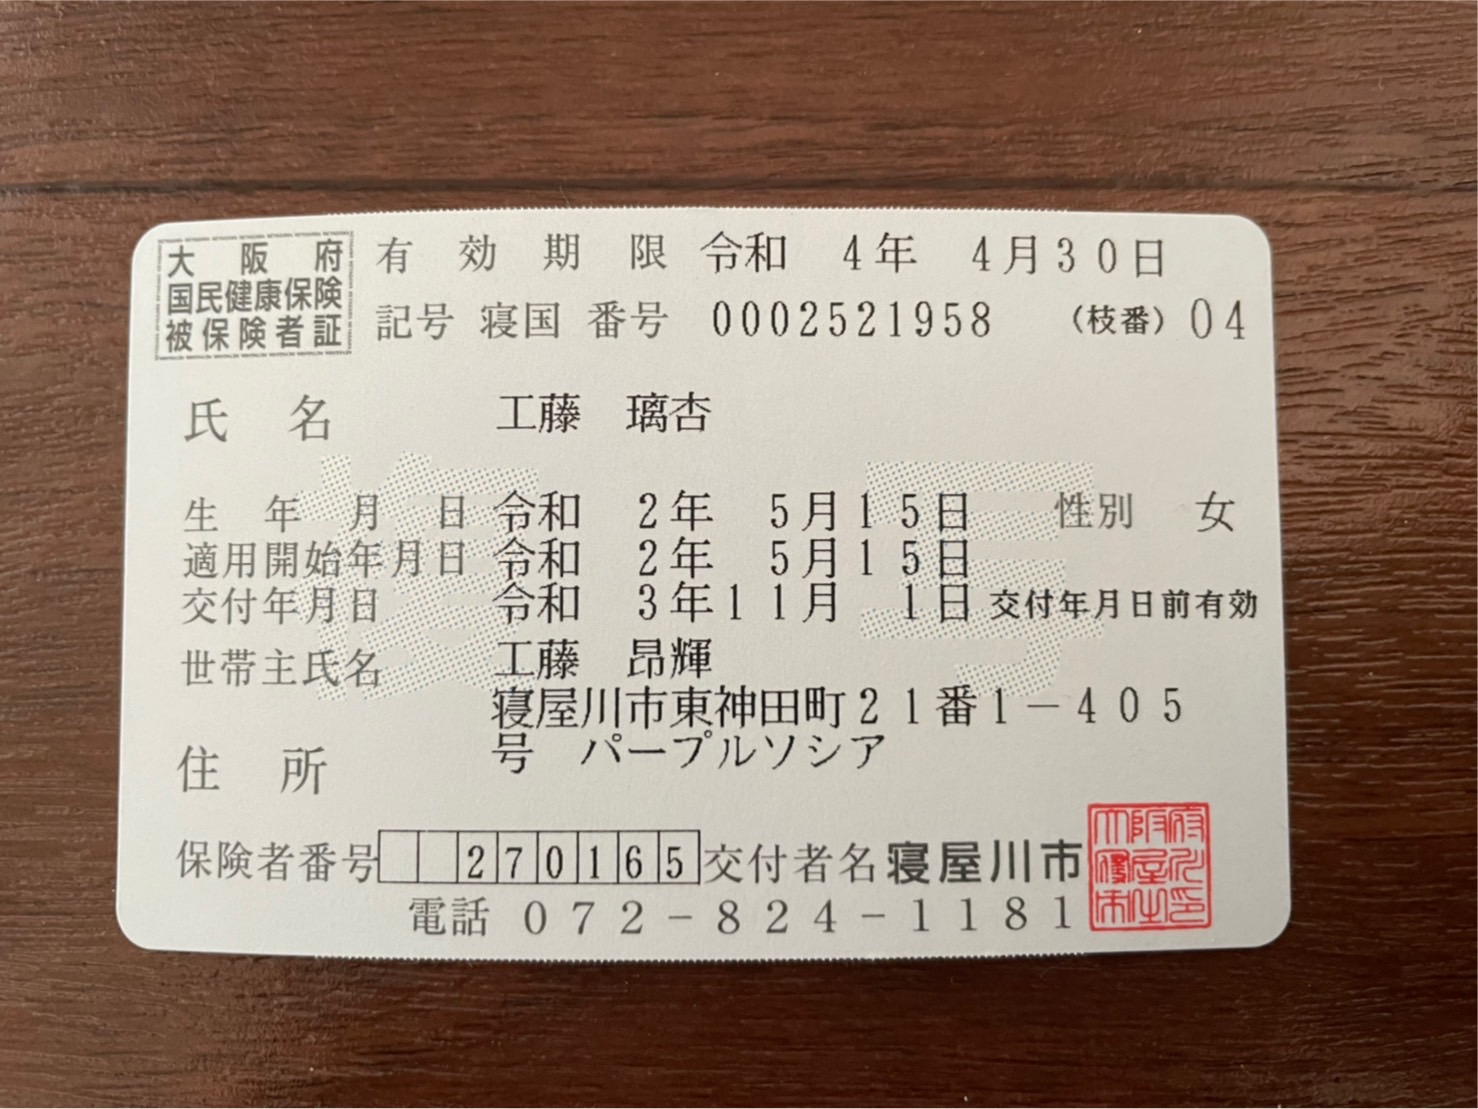 大阪府
国民健康保険
被保険者証
有効期限 令和 4年 4月30日
記号 寝国 番号 0002521958 (枝番) 04
氏名 工藤 璃杏
生年月日 令和 2年 5月15日 性別 女
適用開始年月日 令和 2年 5月15日
交付年月日 令和 3年11月 1日 交付年月日前有効
世帯主氏名 工藤 昂輝
寝屋川市東神田町21番1-405
住所 号 パープルソシア
保険者番号 270165 交付者名 寝屋川市
電話 072-824-1181
複写